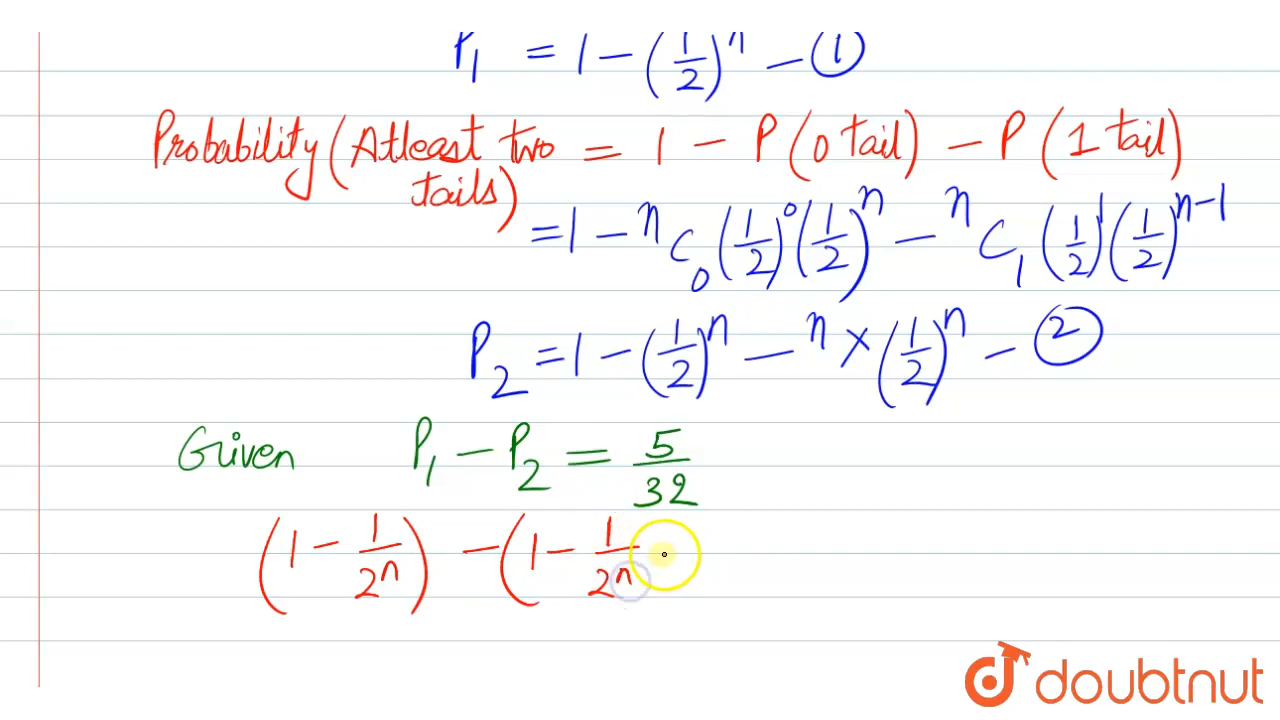 P₁ = 1 - (1/2)ⁿ - ①
Probability (Atleast two = 1 - P(0 tail) - P(1 tail)
tails)
= 1 - ⁿC₀ (1/2)⁰ (1/2)ⁿ - ⁿC₁ (1/2)¹ (1/2)ⁿ⁻¹
P₂ = 1 - (1/2)ⁿ - n × (1/2)ⁿ - ②
Given P₁ - P₂ = 5/32
(1 - 1/2ⁿ) - (1 - 1/2ⁿ
doubtnut